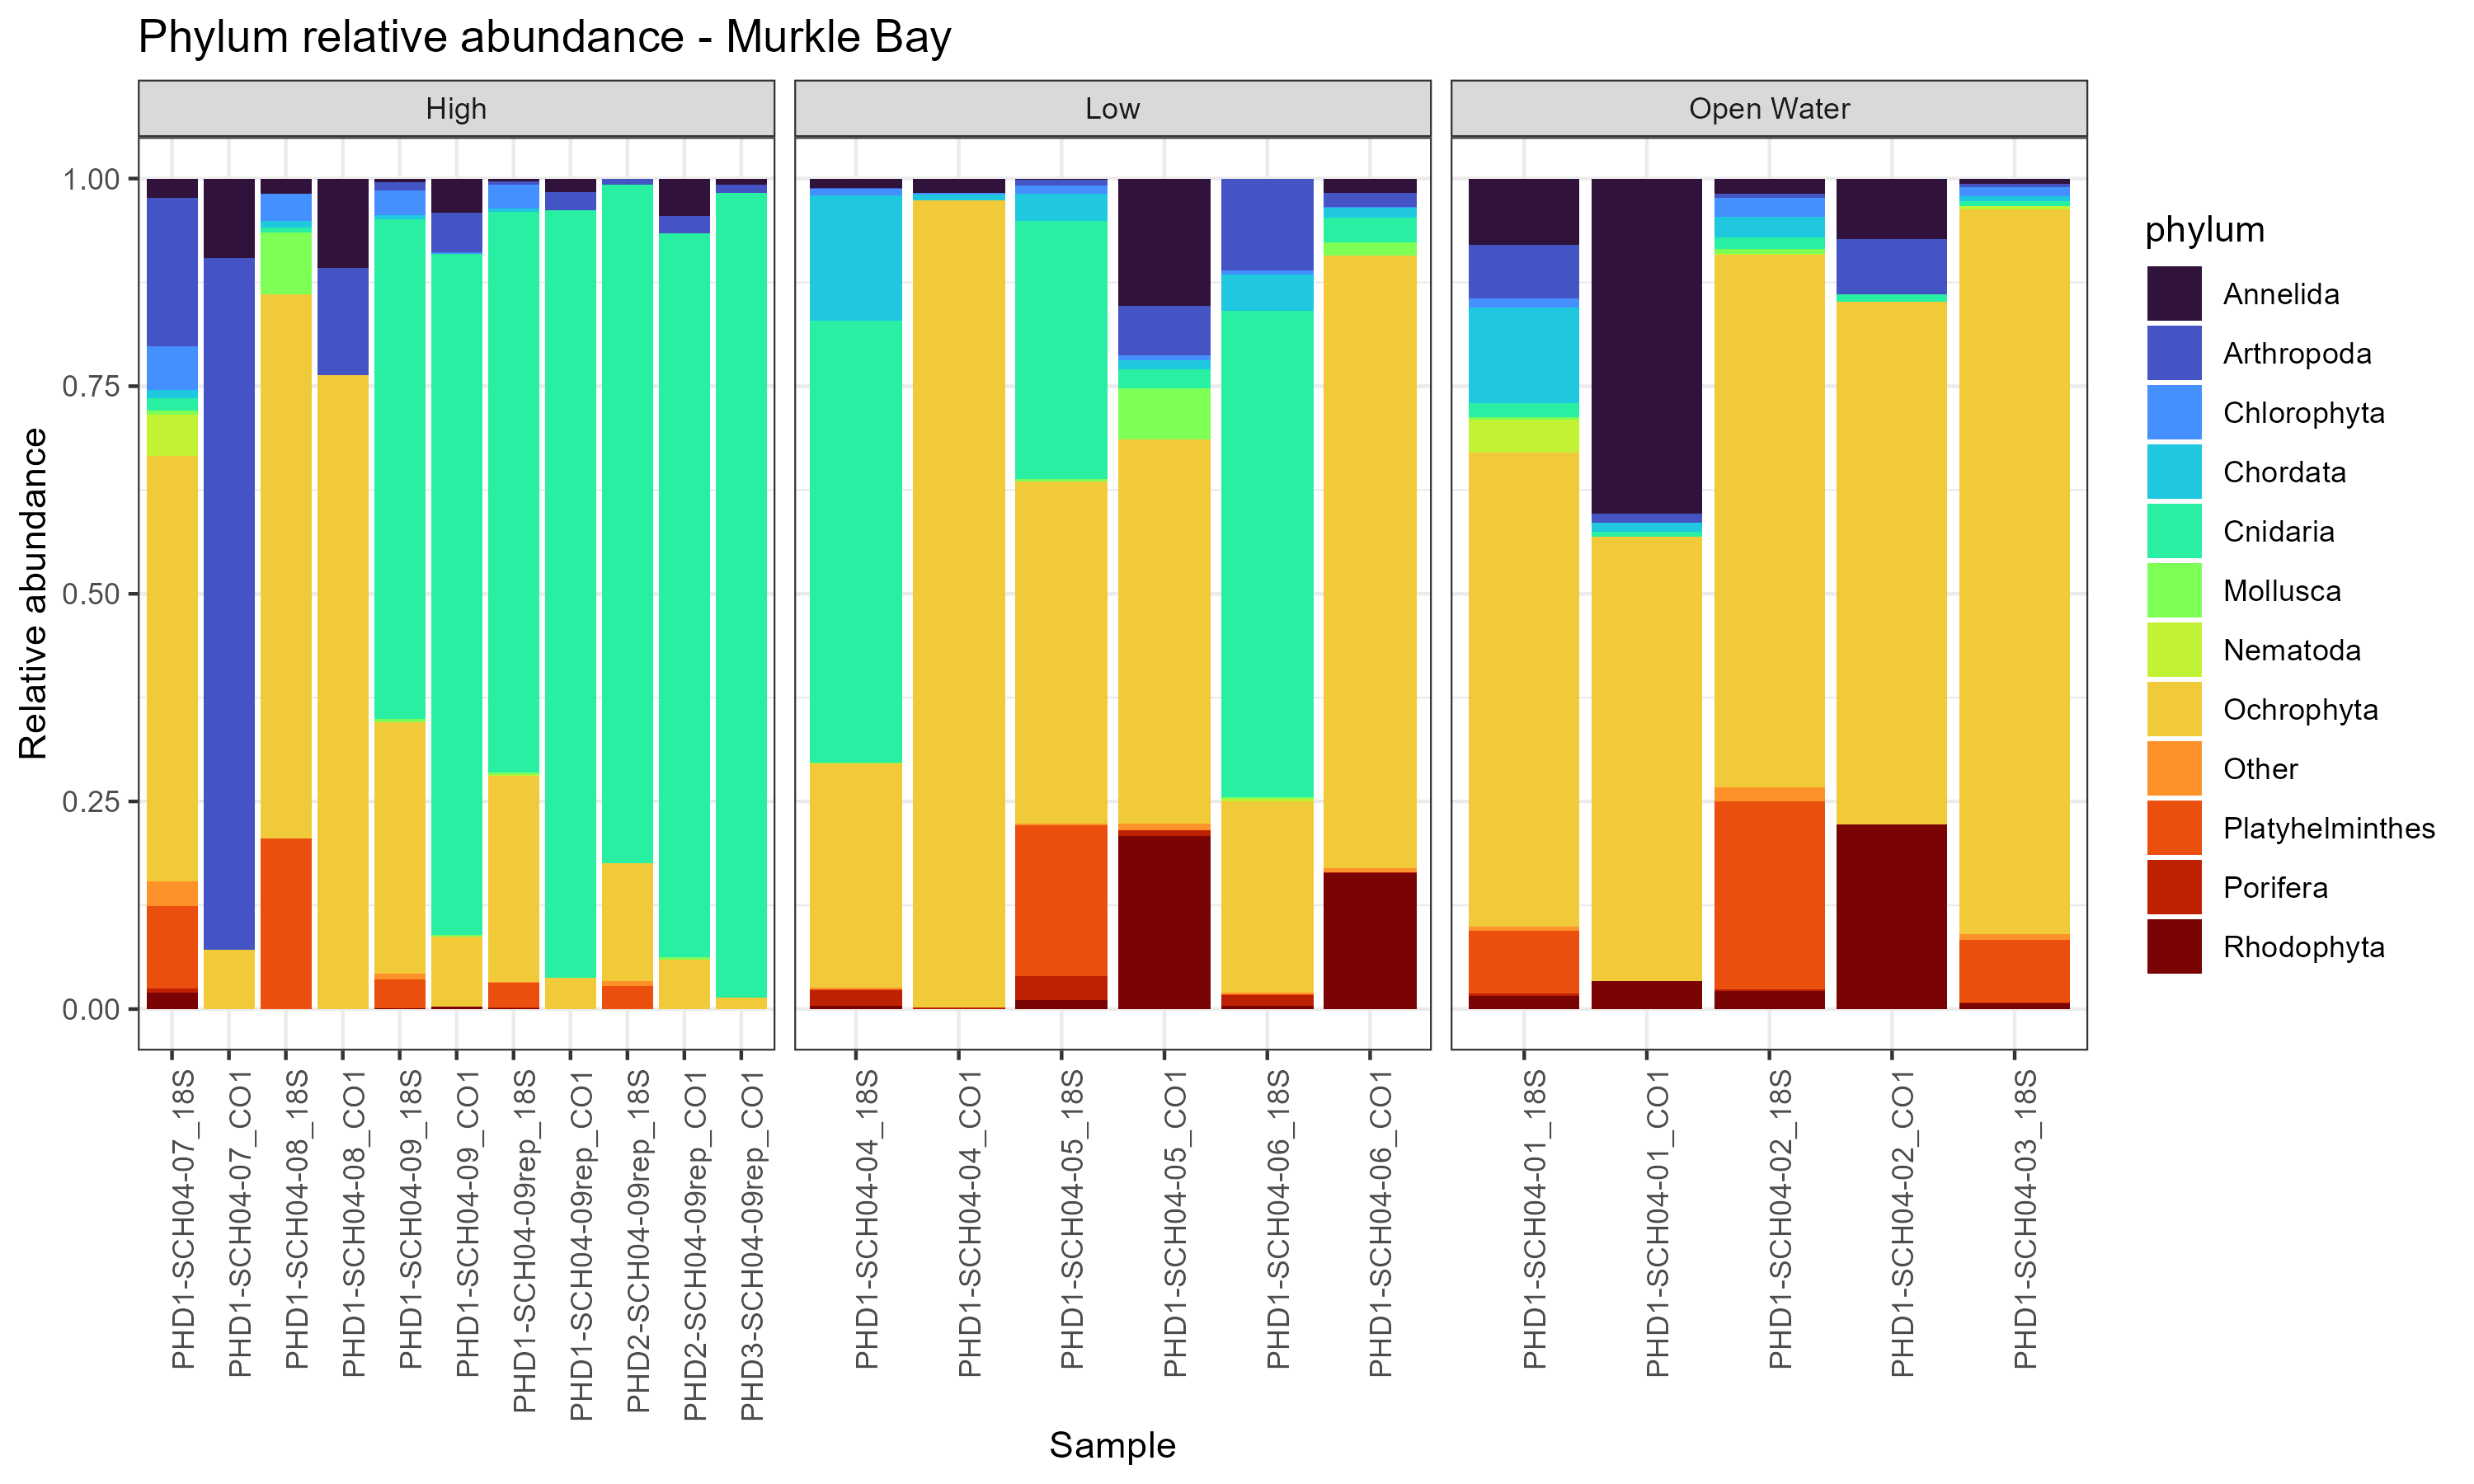 Phylum relative abundance - Murkle Bay
High
Low
Open Water
Relative abundance
1.00
0.75
0.50
0.25
0.00
PHD1-SCH04-07_18S
PHD1-SCH04-07_CO1
PHD1-SCH04-08_18S
PHD1-SCH04-08_CO1
PHD1-SCH04-09_18S
PHD1-SCH04-09_CO1
PHD1-SCH04-09rep_18S
PHD1-SCH04-09rep_CO1
PHD2-SCH04-09rep_18S
PHD2-SCH04-09rep_CO1
PHD3-SCH04-09rep_CO1
PHD1-SCH04-04_18S
PHD1-SCH04-04_CO1
PHD1-SCH04-05_18S
PHD1-SCH04-05_CO1
PHD1-SCH04-06_18S
PHD1-SCH04-06_CO1
PHD1-SCH04-01_18S
PHD1-SCH04-01_CO1
PHD1-SCH04-02_18S
PHD1-SCH04-02_CO1
PHD1-SCH04-03_18S
Sample
phylum
Annelida
Arthropoda
Chlorophyta
Chordata
Cnidaria
Mollusca
Nematoda
Ochrophyta
Other
Platyhelminthes
Porifera
Rhodophyta